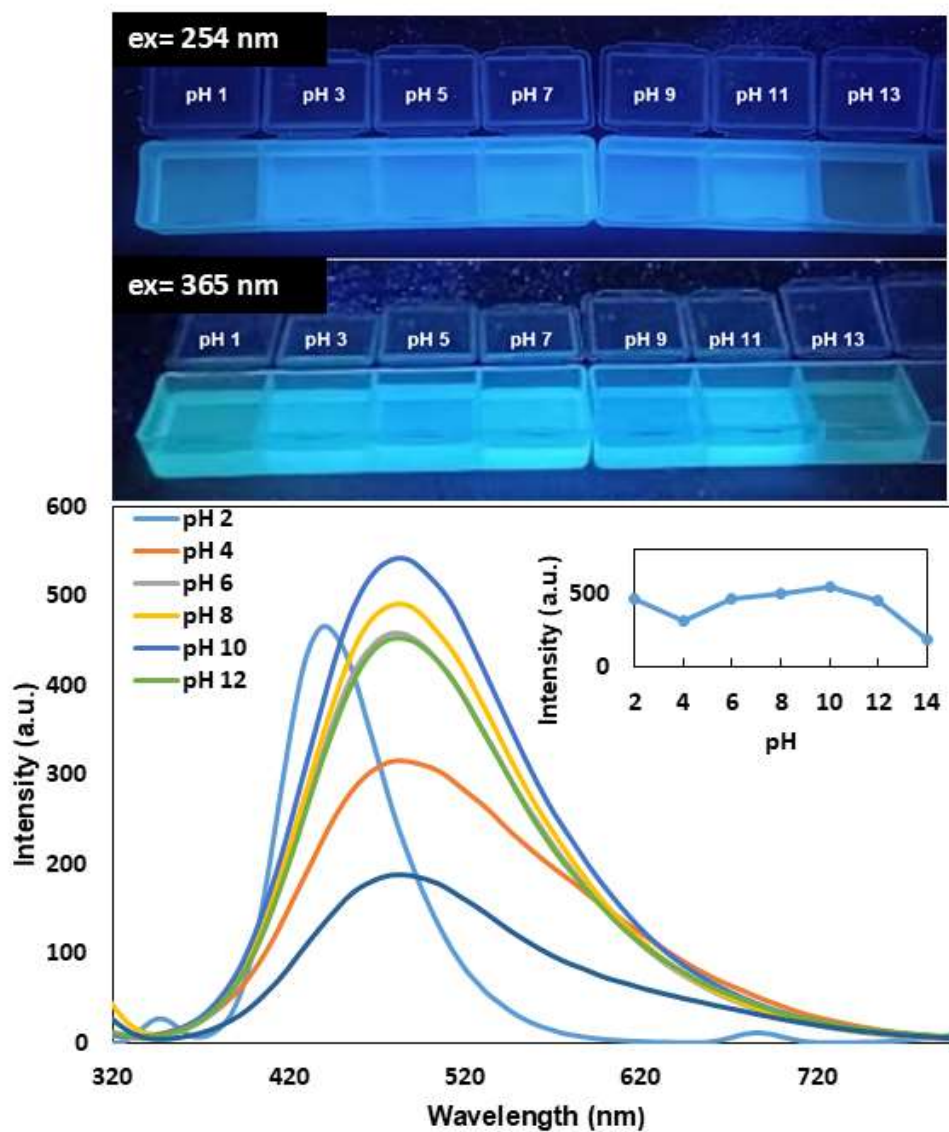 ex= 254 nm
pH 1 pH 3 pH 5 pH 7 pH 9 pH 11 pH 13
ex= 365 nm
pH 1 pH 3 pH 5 pH 7 pH 9 pH 11 pH 13
600
500
400
300
200
100
0
Intensity (a.u.)
pH 2
pH 4
pH 6
pH 8
pH 10
pH 12
Intensity (a.u.)
500
0
2 4 6 8 10 12 14
pH
320 420 520 620 720
Wavelength (nm)